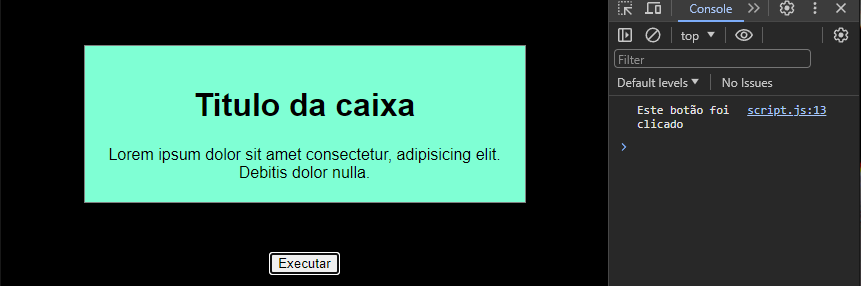 Titulo da caixa
Lorem ipsum dolor sit amet consectetur, adipisicing elit.
Debitis dolor nulla.
Executar
Console
top
Filter
Default levels
No Issues
Este botão foi script.js:13
clicado